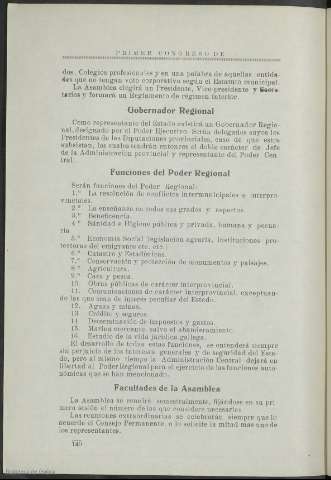 PRIMER CONGRESO DE
dos, Colegios profesionales y en una palabra de aquellas entida-
des que no tengan voto corporativo según el Estatuto municipal.
La Asamblea elegirá un Presidente, Vice-presidente y Secre-
tarios y formará un Reglamento de régimen interior.
Gobernador Regional
Como representante del Estado existirá un Gobernador Regio-
nal, designado por el Poder Ejecutivo. Serán delegados suyos los
Presidentes de las Diputaciones provinciales, caso de que estas
subsistan, los cuales tendrán entonces el doble carácter de Jefe
de la Administración provincial y representante del Poder Cen-
tral.
Funciones del Poder Regional
Serán funciones del Poder Regional:
1.º La resolución de conflictos intermunicipales e interpro-
vinciales.
2.º La enseñanza en todos sus grados y aspectos.
3.º Beneficencia.
4.º Sanidad e Higiene pública y privada, humana y pecua-
ria
5.º Economía Social (legislación agraria, Instituciones pro-
tectoras del emigrante etc. etc.)
6.º Catastro y Estadísticas.
7.º Conservación y protección de monumentos y paisajes.
8.º Agricultura.
9.º Caza y pesca.
10. Obras públicas de carácter interprovincial.
11. Comunicaciones de carácter interprovincial, exceptuan-
do las que sean de interés peculiar del Estado.
12. Aguas y minas.
13. Crédito y seguros.
14. Determinación de impuestos y gastos.
15. Marina mercante, salvo el abanderamiento.
16. Estudio de la vida jurídica gallega.
El desarrollo de todas estas funciones, se entenderá siempre
sin perjuicio de los intereses generales y de seguridad del Esta-
do, pero al mismo tiempo la Administración Central dejará en
libertad al Poder Regional para el ejercicio de las funciones auto-
nómicas que se han mencionado.
Facultades de la Asamblea
La Asamblea se reunirá semestralmente, fijándose en su pri-
mera sesión el número de las que considere necesarias.
Las reuniones extraordinarias se celebrarán siempre que lo
acuerde el Consejo Permanente o lo solicite la mitad mas uno de
los representantes.
140